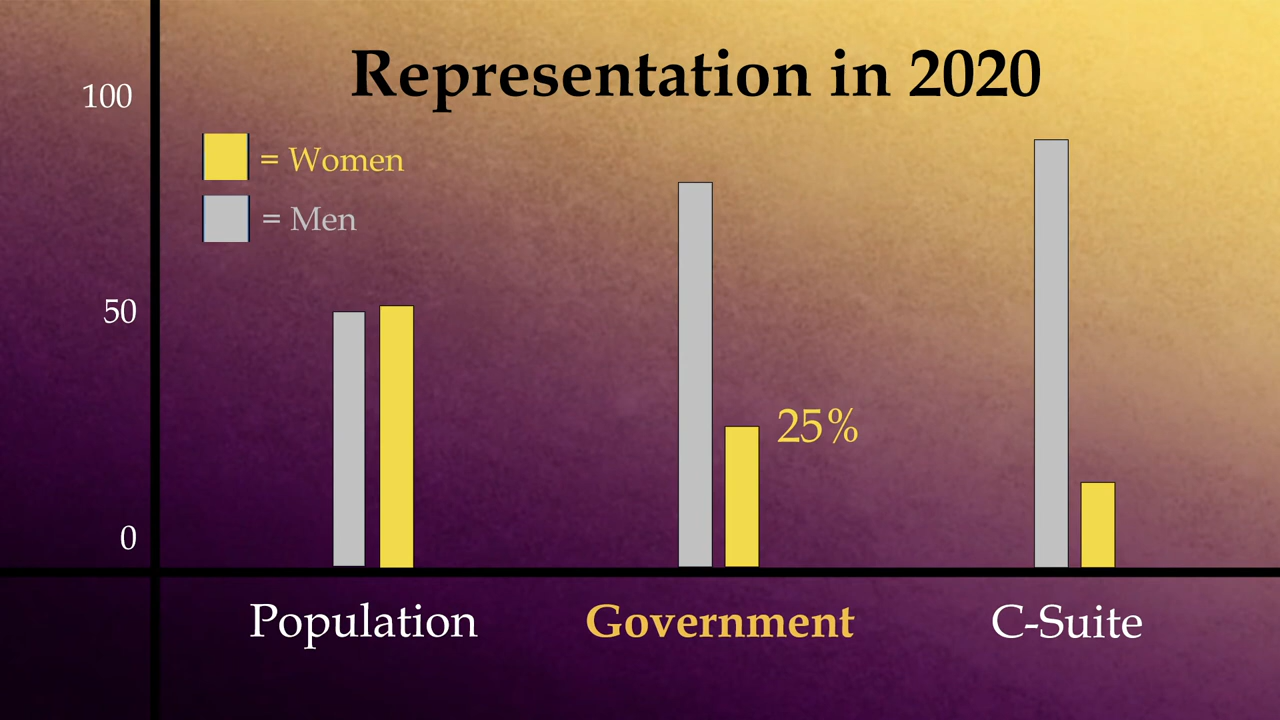 Representation in 2020
100
= Women
= Men
50
25%
0
Population
Government
C-Suite